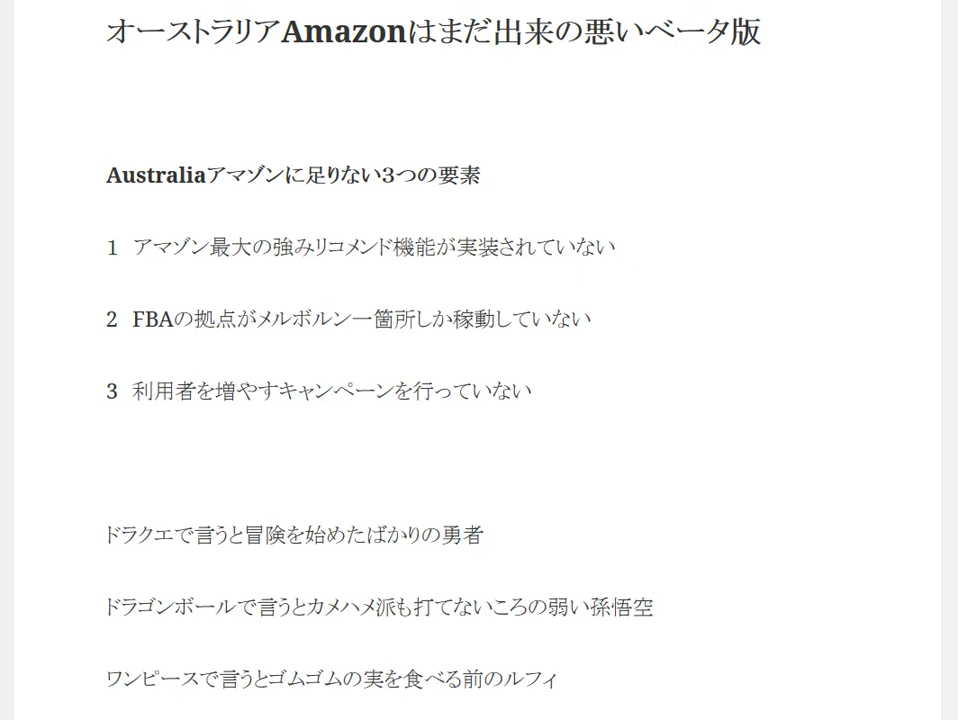 オーストラリアAmazonはまだ出来の悪いベータ版
Australiaアマゾンに足りない３つの要素
1 アマゾン最大の強みリコメンド機能が実装されていない
2 FBAの拠点がメルボルン一箇所しか稼動していない
3 利用者を増やすキャンペーンを行っていない
ドラクエで言うと冒険を始めたばかりの勇者
ドラゴンボールで言うとカメハメ派も打てないころの弱い孫悟空
ワンピースで言うとゴムゴムの実を食べる前のルフィ